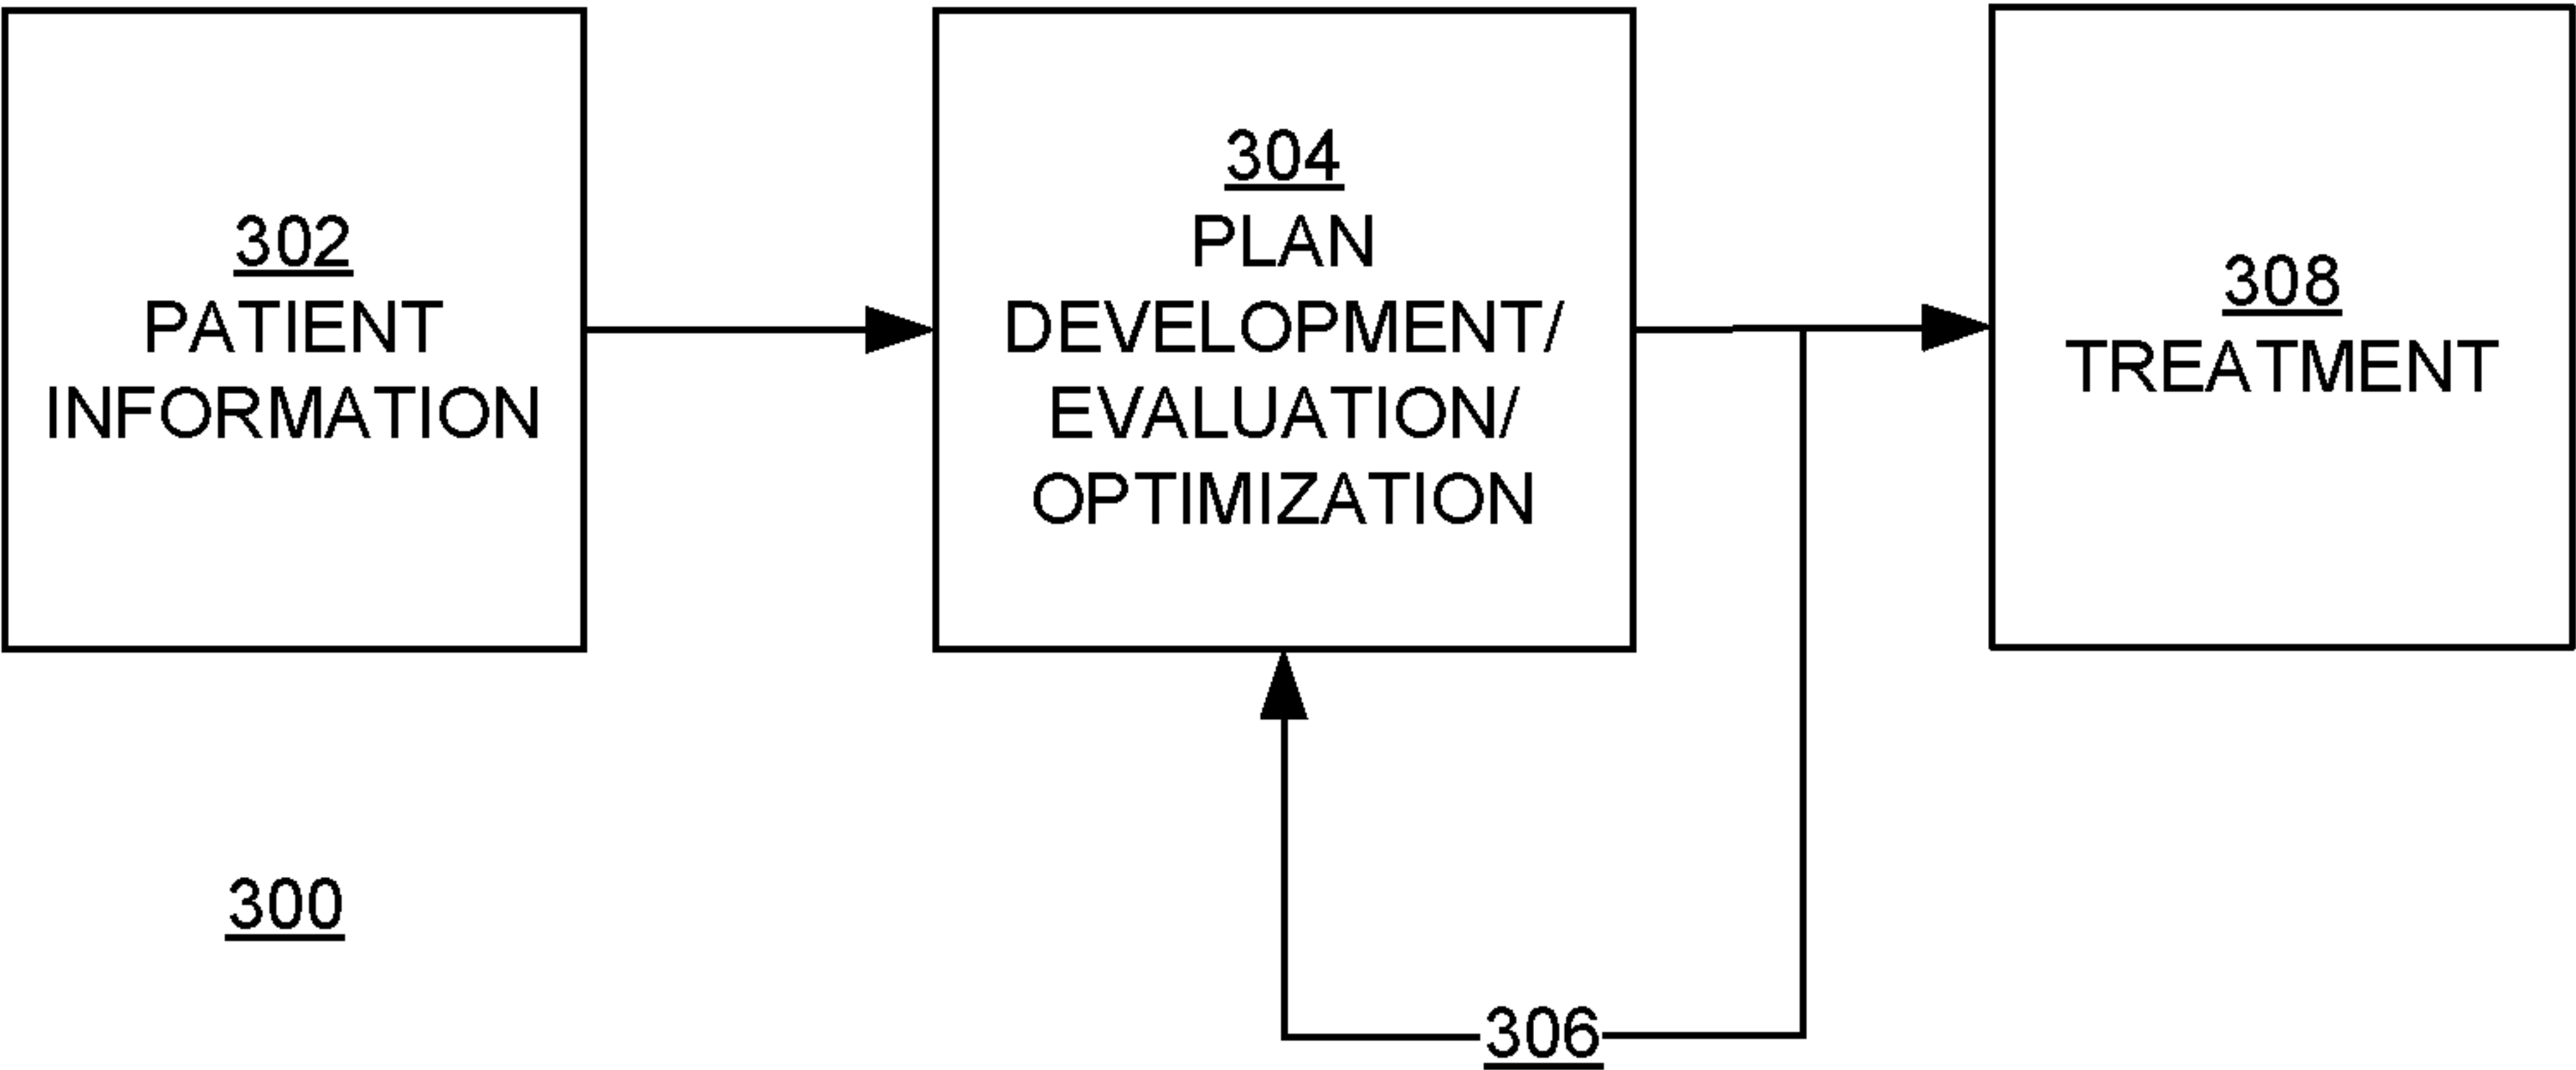 302
PATIENT
INFORMATION
304
PLAN
DEVELOPMENT/
EVALUATION/
OPTIMIZATION
308
TREATMENT
300
306